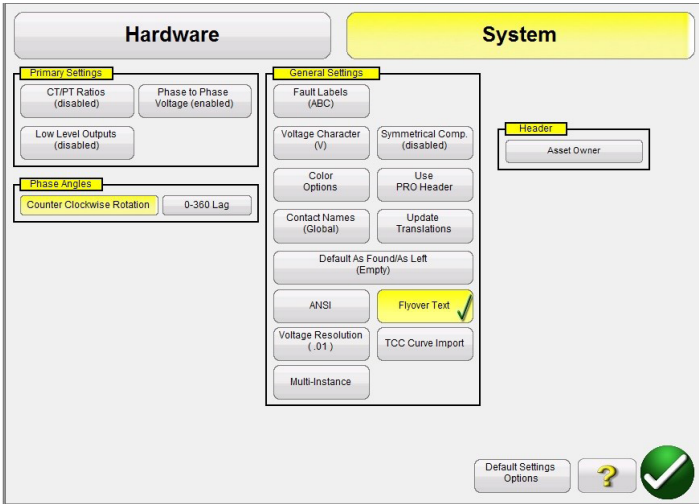 Hardware
System
Primary Settings
CT/PT Ratios
(disabled)
Phase to Phase
Voltage (enabled)
Low Level Outputs
(disabled)
Phase Angles
Counter Clockwise Rotation
0-360 Lag
General Settings
Fault Labels
(ABC)
Voltage Character
(V)
Symmetrical Comp.
(disabled)
Color
Options
Use
PRO Header
Contact Names
(Global)
Update
Translations
Default As Found/As Left
(Empty)
ANSI
Flyover Text
Voltage Resolution
( .01 )
TCC Curve Import
Multi-Instance
Header
Asset Owner
Default Settings
Options
?